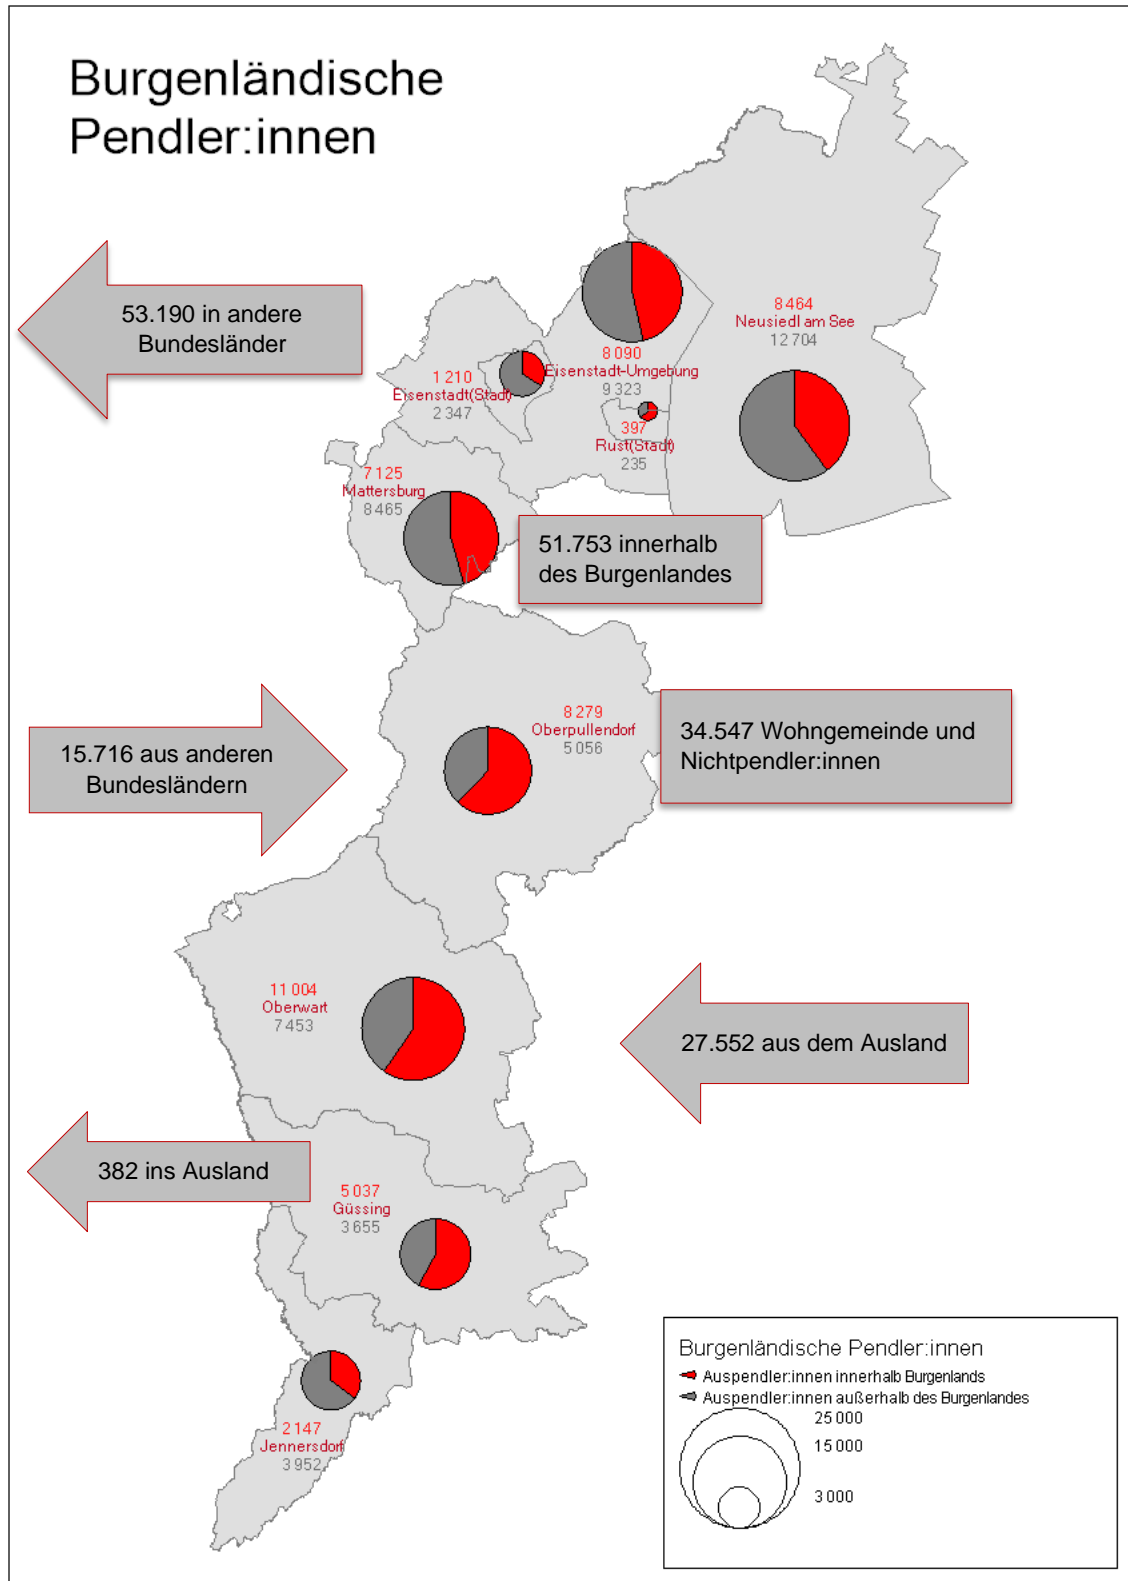 Burgenländische
Pendler:innen
53.190 in andere
Bundesländer
8 464
Neusiedl am See
12 704
8 090
Eisenstadt-Umgebung
9 323
1 210
Eisenstadt(Stadt)
2 347
397
Rust(Stadt)
235
7 125
Mattersburg
8 465
51.753 innerhalb
des Burgenlandes
8 279
Oberpullendorf
5 056
34.547 Wohngemeinde und
Nichtpendler:innen
15.716 aus anderen
Bundesländern
11 004
Oberwart
7 453
27.552 aus dem Ausland
382 ins Ausland
5 037
Güssing
3 655
2 147
Jennersdorf
3 952
Burgenländische Pendler:innen
Auspendler:innen innerhalb Burgenlands
Auspendler:innen außerhalb des Burgenlandes
25 000
15 000
3 000